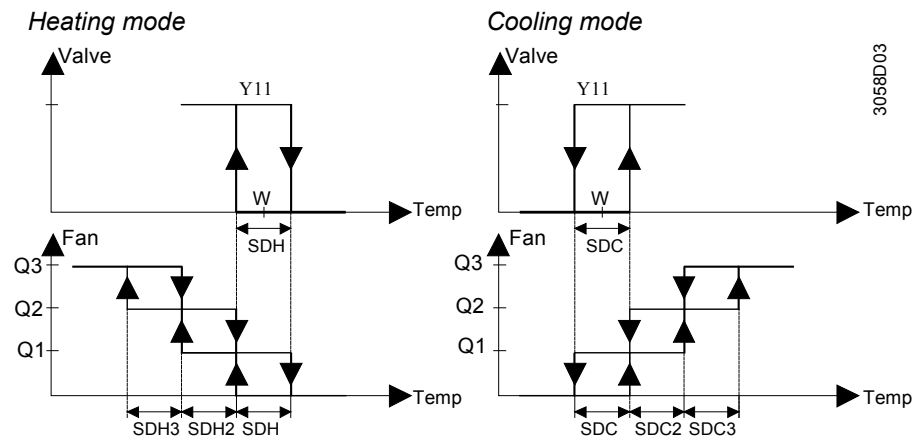 Heating mode
Valve
Y11
W
Temp
SDH
Fan
Q3
Q2
Q1
Temp
SDH3 SDH2 SDH
Cooling mode
Valve
Y11
W
Temp
SDC
Fan
Q3
Q2
Q1
Temp
SDC SDC2 SDC3
3058D03